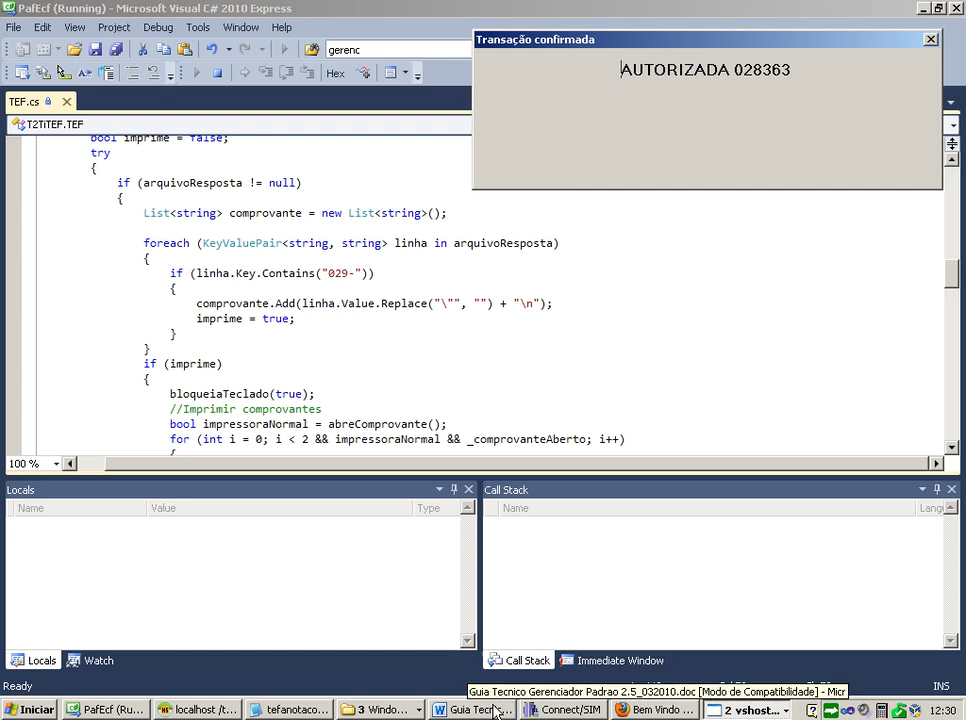 PafEcf (Running) - Microsoft Visual C# 2010 Express
File Edit View Project Debug Tools Window Help
gerenc
Hex
TEF.cs
T2TiTEF.TEF
Transação confirmada
AUTORIZADA 028363
bool imprime = false;
try
{
if (arquivoResposta != null)
{
List<string> comprovante = new List<string>();
foreach (KeyValuePair<string, string> linha in arquivoResposta)
{
if (linha.Key.Contains("029-"))
{
comprovante.Add(linha.Value.Replace("\"", "") + "\n");
imprime = true;
}
}
if (imprime)
{
bloqueiaTeclado(true);
//Imprimir comprovantes
bool impressoraNormal = abreComprovante();
for (int i = 0; i < 2 && impressoraNormal && _comprovanteAberto; i++)
{
100 %
Locals
Name Value Type
Call Stack
Name Langu
Locals Watch
Call Stack Immediate Window
Ready INS
Guia Tecnico Gerenciador Padrao 2.5_032010.doc [Modo de Compatibilidade] - Micr
Iniciar PafEcf (Ru... localhost /t... tefanotaco... 3 Windo... Guia Tecn... Connect/SIM Bem Vindo ... 2 vshost... 12:30